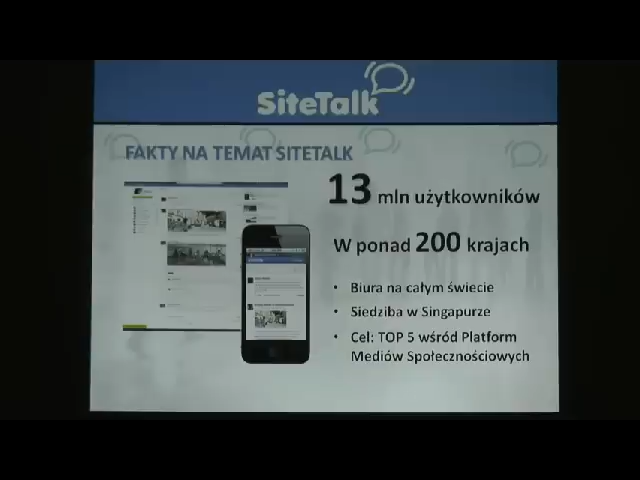 SiteTalk
FAKTY NA TEMAT SITETALK
13 mln użytkowników
W ponad 200 krajach
• Biura na całym świecie
• Siedziba w Singapurze
• Cel: TOP 5 wśród Platform
Mediów Społecznościowych